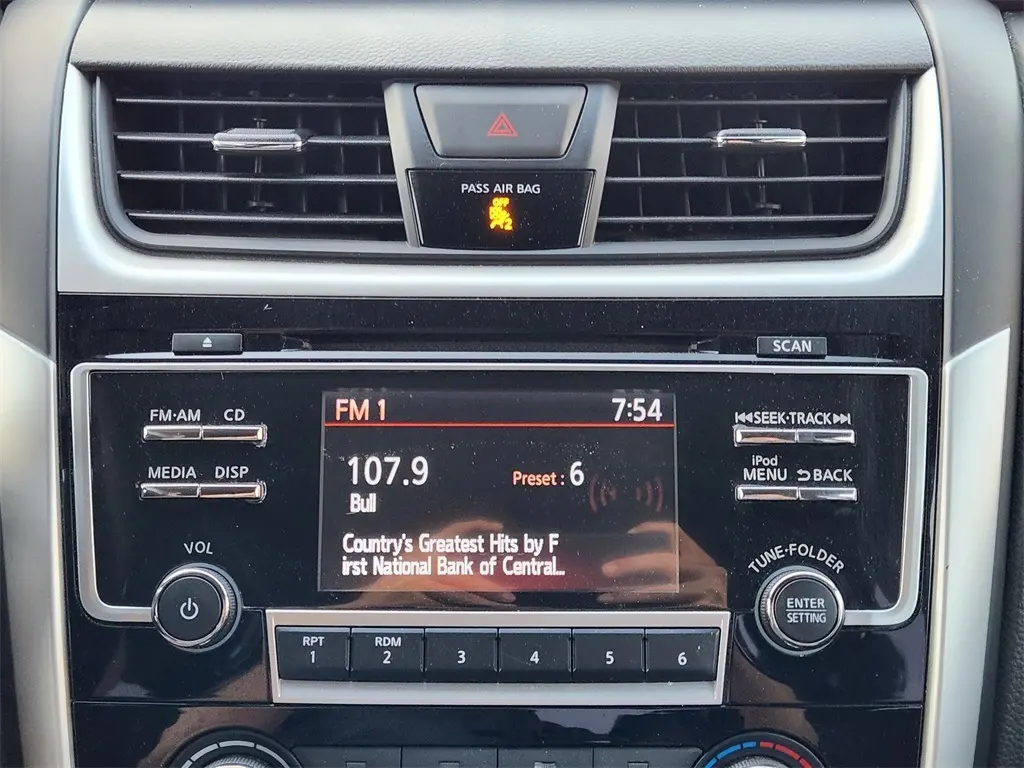 PASS AIR BAG
OFF
SCAN
FM·AM CD
MEDIA DISP
VOL
FM 1 7:54
107.9 Preset : 6
Bull
Country's Greatest Hits by F
irst National Bank of Central...
SEEK·TRACK
iPod
MENU BACK
TUNE·FOLDER
ENTER
SETTING
RPT RDM
1 2 3 4 5 6